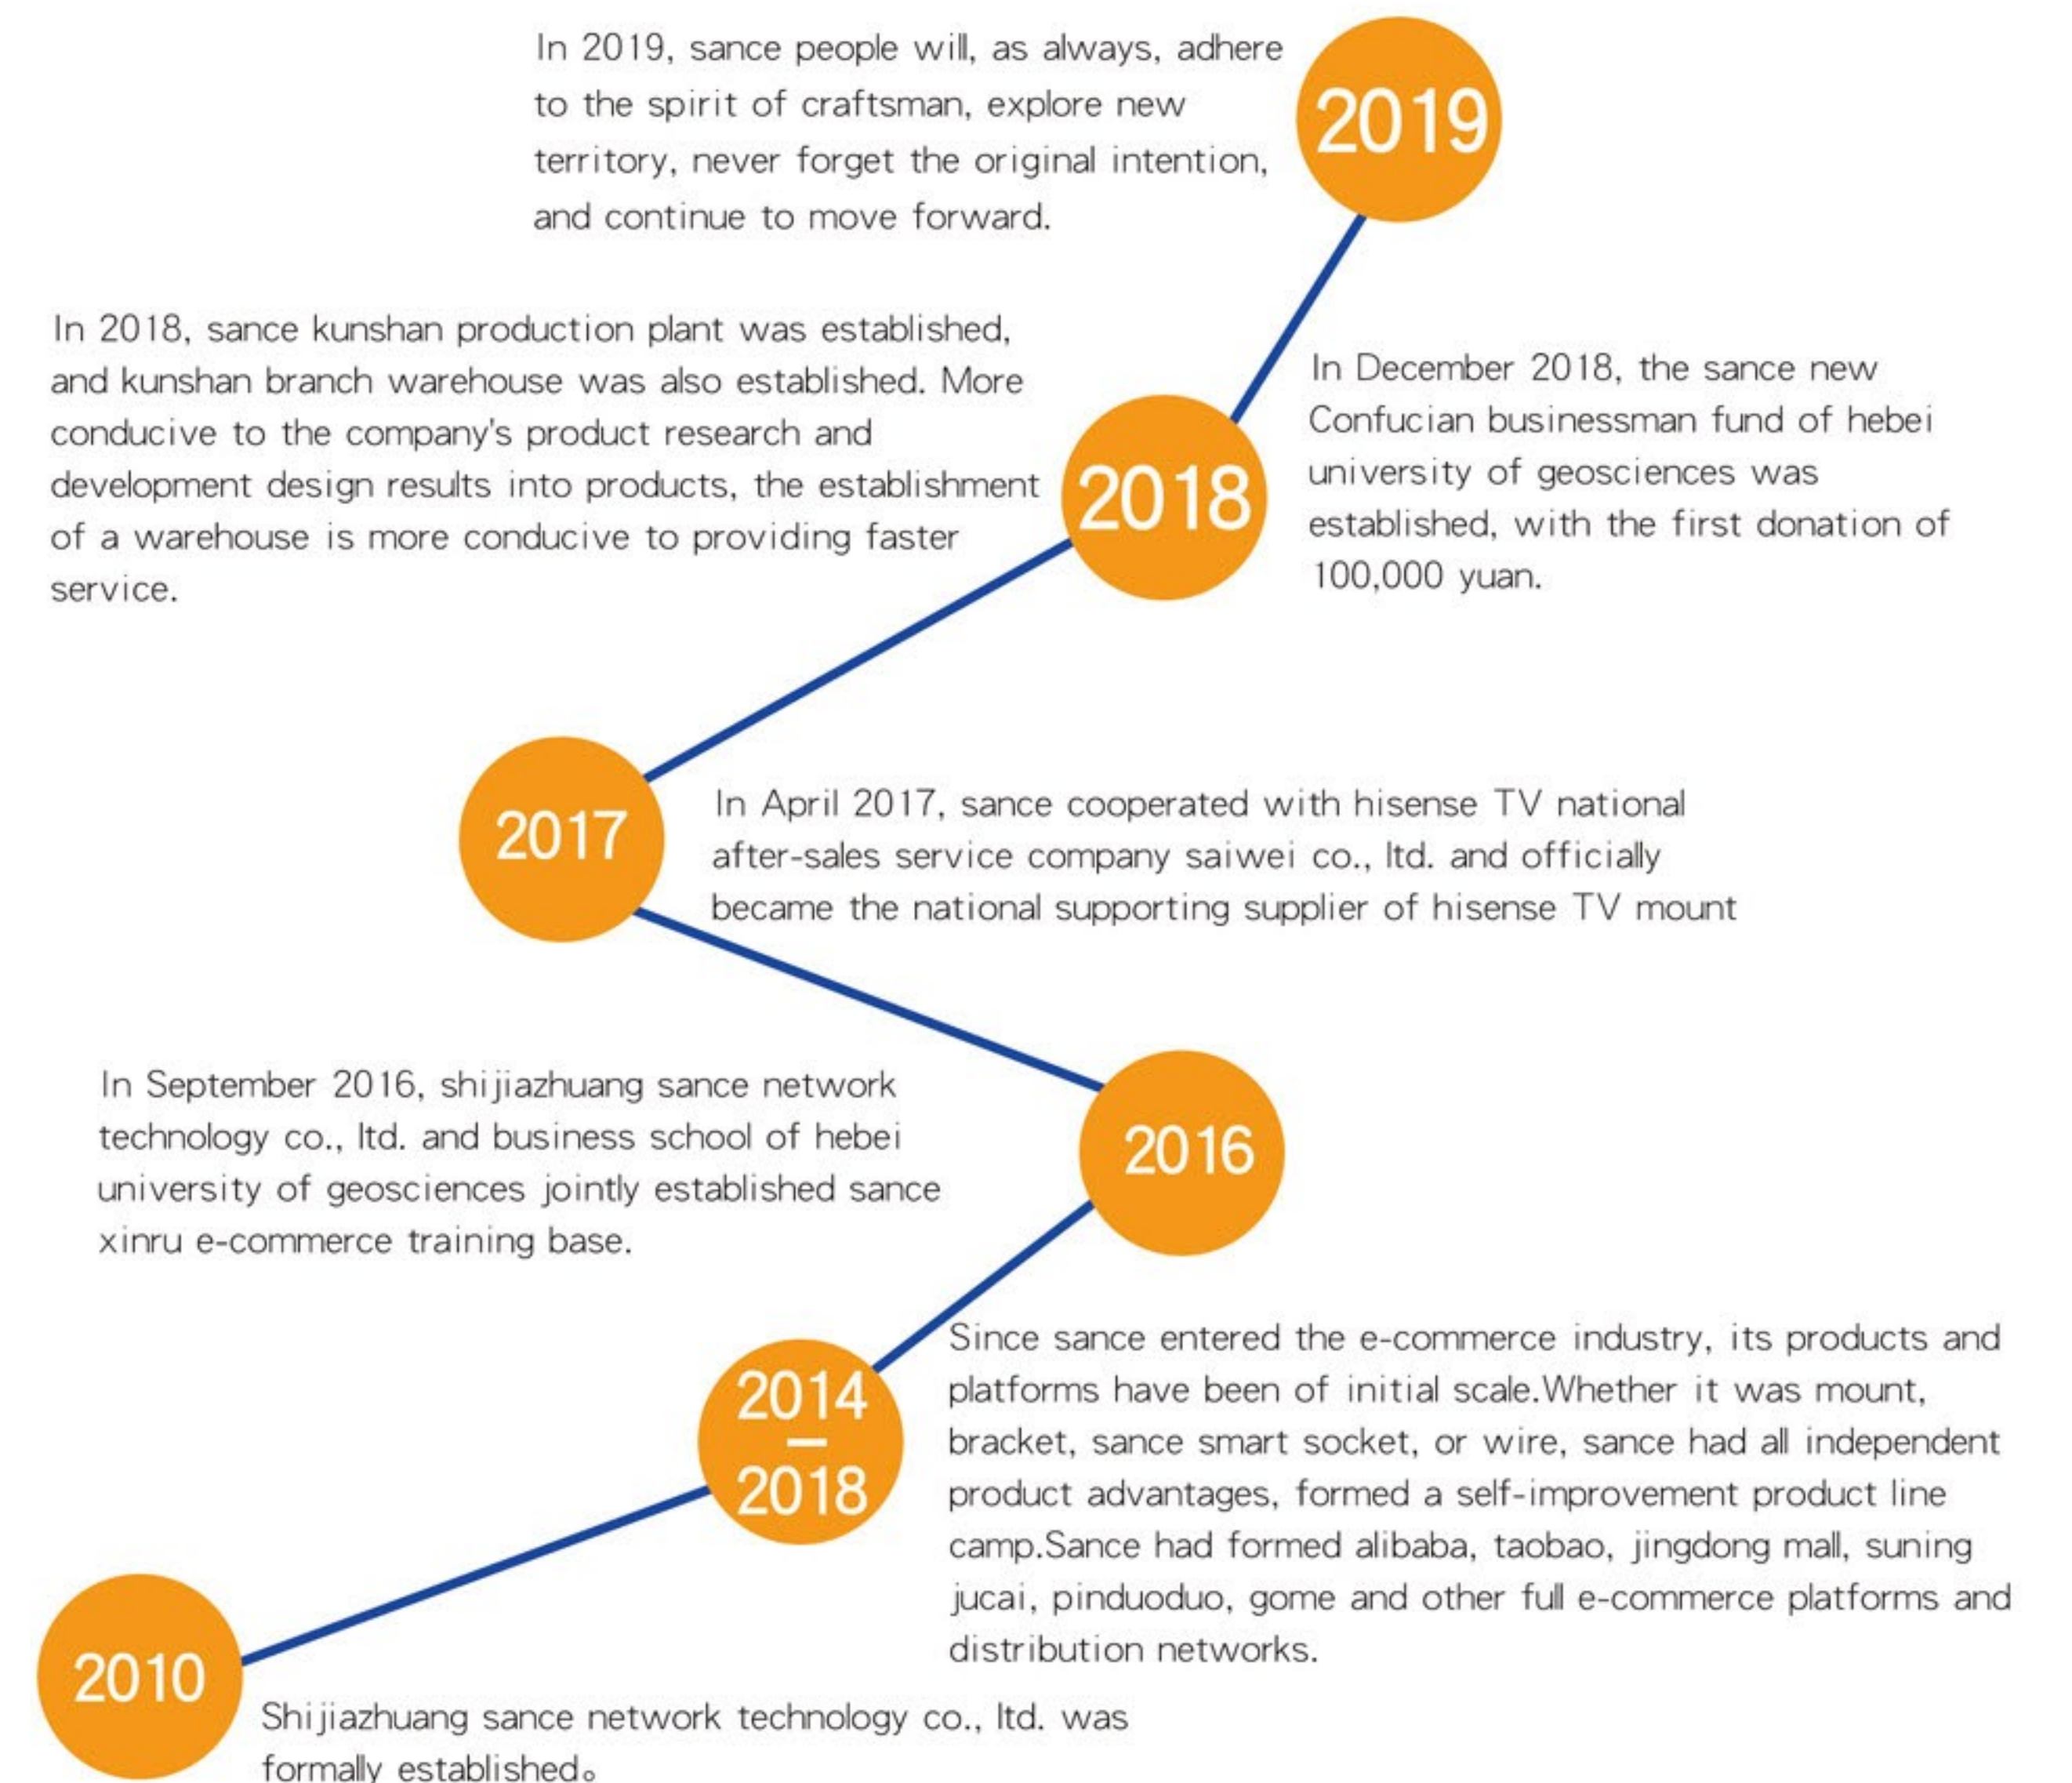 In 2019, sance people will, as always, adhere
to the spirit of craftsman, explore new
territory, never forget the original intention,
and continue to move forward.
2019
In 2018, sance kunshan production plant was established,
and kunshan branch warehouse was also established. More
conducive to the company's product research and
development design results into products, the establishment
of a warehouse is more conducive to providing faster
service.
2018
In December 2018, the sance new
Confucian businessman fund of hebei
university of geosciences was
established, with the first donation of
100,000 yuan.
2017
In April 2017, sance cooperated with hisense TV national
after-sales service company saiwei co., ltd. and officially
became the national supporting supplier of hisense TV mount
In September 2016, shijiazhuang sance network
technology co., ltd. and business school of hebei
university of geosciences jointly established sance
xinru e-commerce training base.
2016
2014
—
2018
Since sance entered the e-commerce industry, its products and
platforms have been of initial scale.Whether it was mount,
bracket, sance smart socket, or wire, sance had all independent
product advantages, formed a self-improvement product line
camp.Sance had formed alibaba, taobao, jingdong mall, suning
jucai, pinduoduo, gome and other full e-commerce platforms and
distribution networks.
2010
Shijiazhuang sance network technology co., ltd. was
formally established。